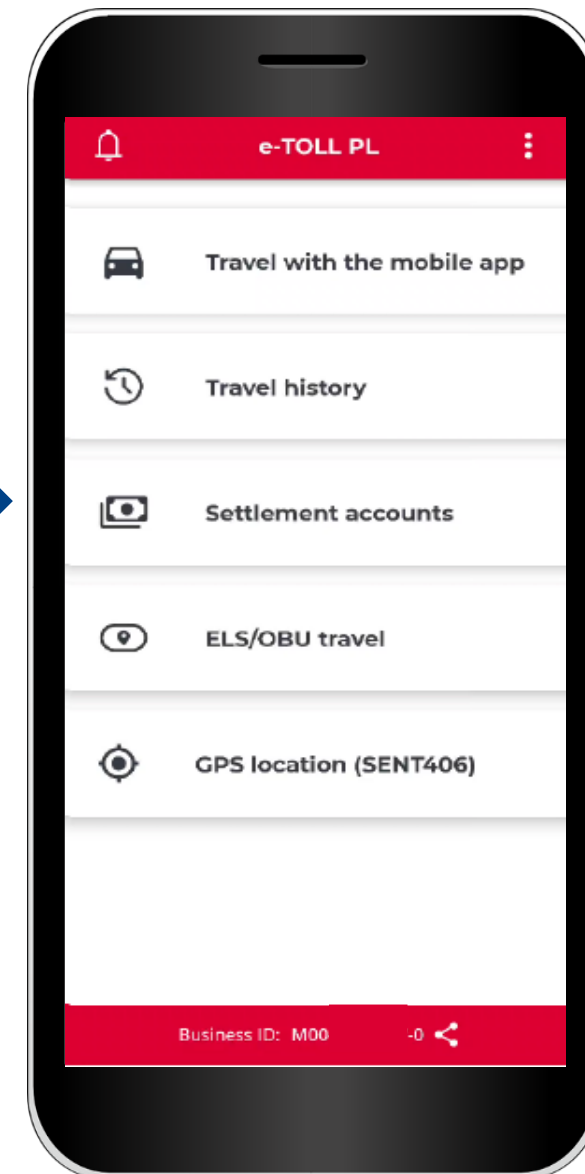 e-TOLL PL
Travel with the mobile app
Travel history
Settlement accounts
ELS/OBU travel
GPS location (SENT406)
Business ID: M00 -0